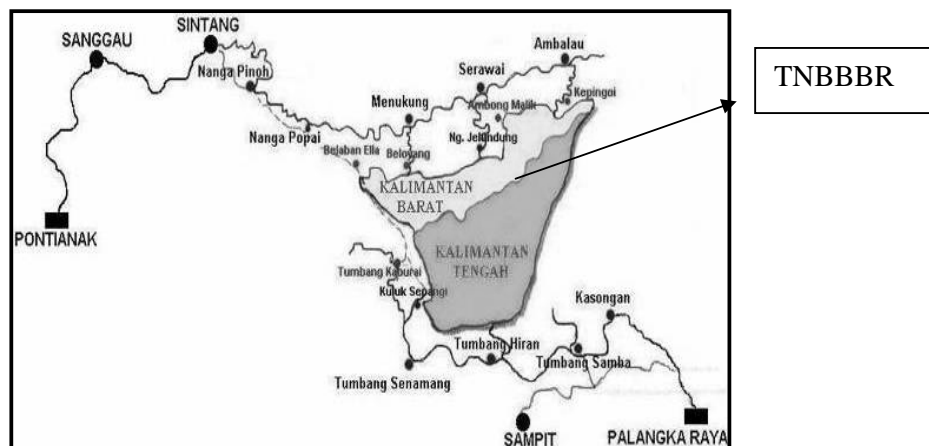 SINTANG
SANGGAU
Nanga Pinoh
Ambalau
Serawai
Kepingoi
Menukung
Ambong Malik
Nanga Popai
Ng. Jelundung
Belaban Ella
Beloyang
KALIMANTAN
BARAT
PONTIANAK
KALIMANTAN
TENGAH
Tumbang Kaburai
Kuluk Sepangi
Kasongan
Tumbang Hiran
Tumbang Samba
Tumbang Senamang
SAMPIT
PALANGKA RAYA
TNBBBR